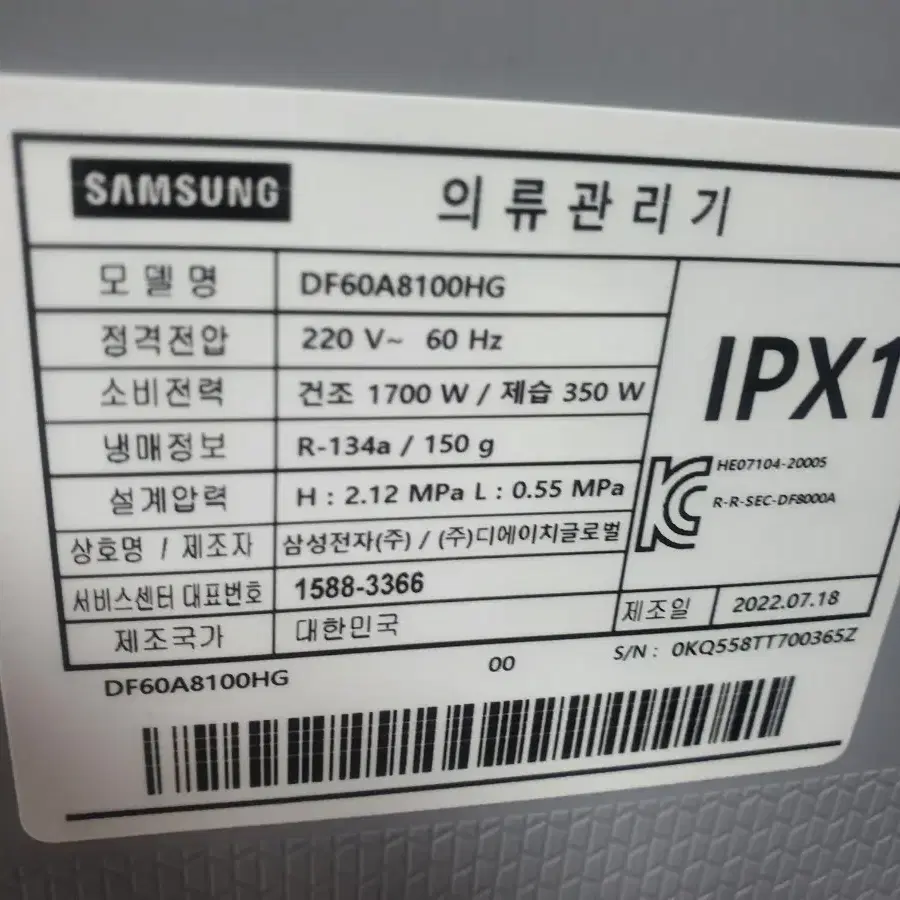 SAMSUNG 의류관리기
모델명 DF60A8100HG
정격전압 220 V~ 60 Hz
소비전력 건조 1700 W / 제습 350 W
냉매정보 R-134a / 150 g
설계압력 H : 2.12 MPa L : 0.55 MPa
상호명 / 제조자 삼성전자(주) / (주)디에이치글로벌
서비스센터 대표번호 1588-3366
제조국가 대한민국
IPX1
HE07104-20005
R-R-SEC-DF8000A
제조일 2022.07.18
DF60A8100HG 00 S/N : 0KQ558TT700365Z